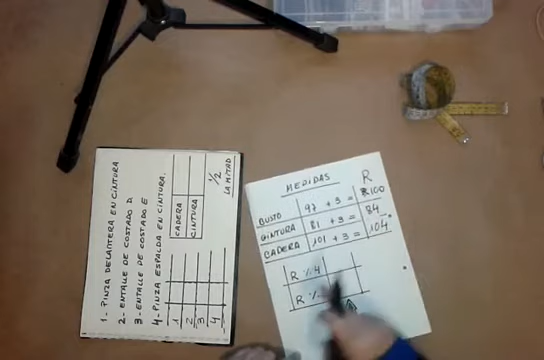 1 - PINZA DELANTERA EN CINTURA
2 - ENTALLE DE COSTADO D
3 - ENTALLE DE COSTADO E
4 - PINZA ESPALDA EN CINTURA.
CADERA
CINTURA
1/2
LA MITAD
1
2
3
4
MEDIDAS
R
BUSTO 97 + 3 = 100
CINTURA 81 + 3 = 84
CADERA 101 + 3 = 104
R % 4
R %